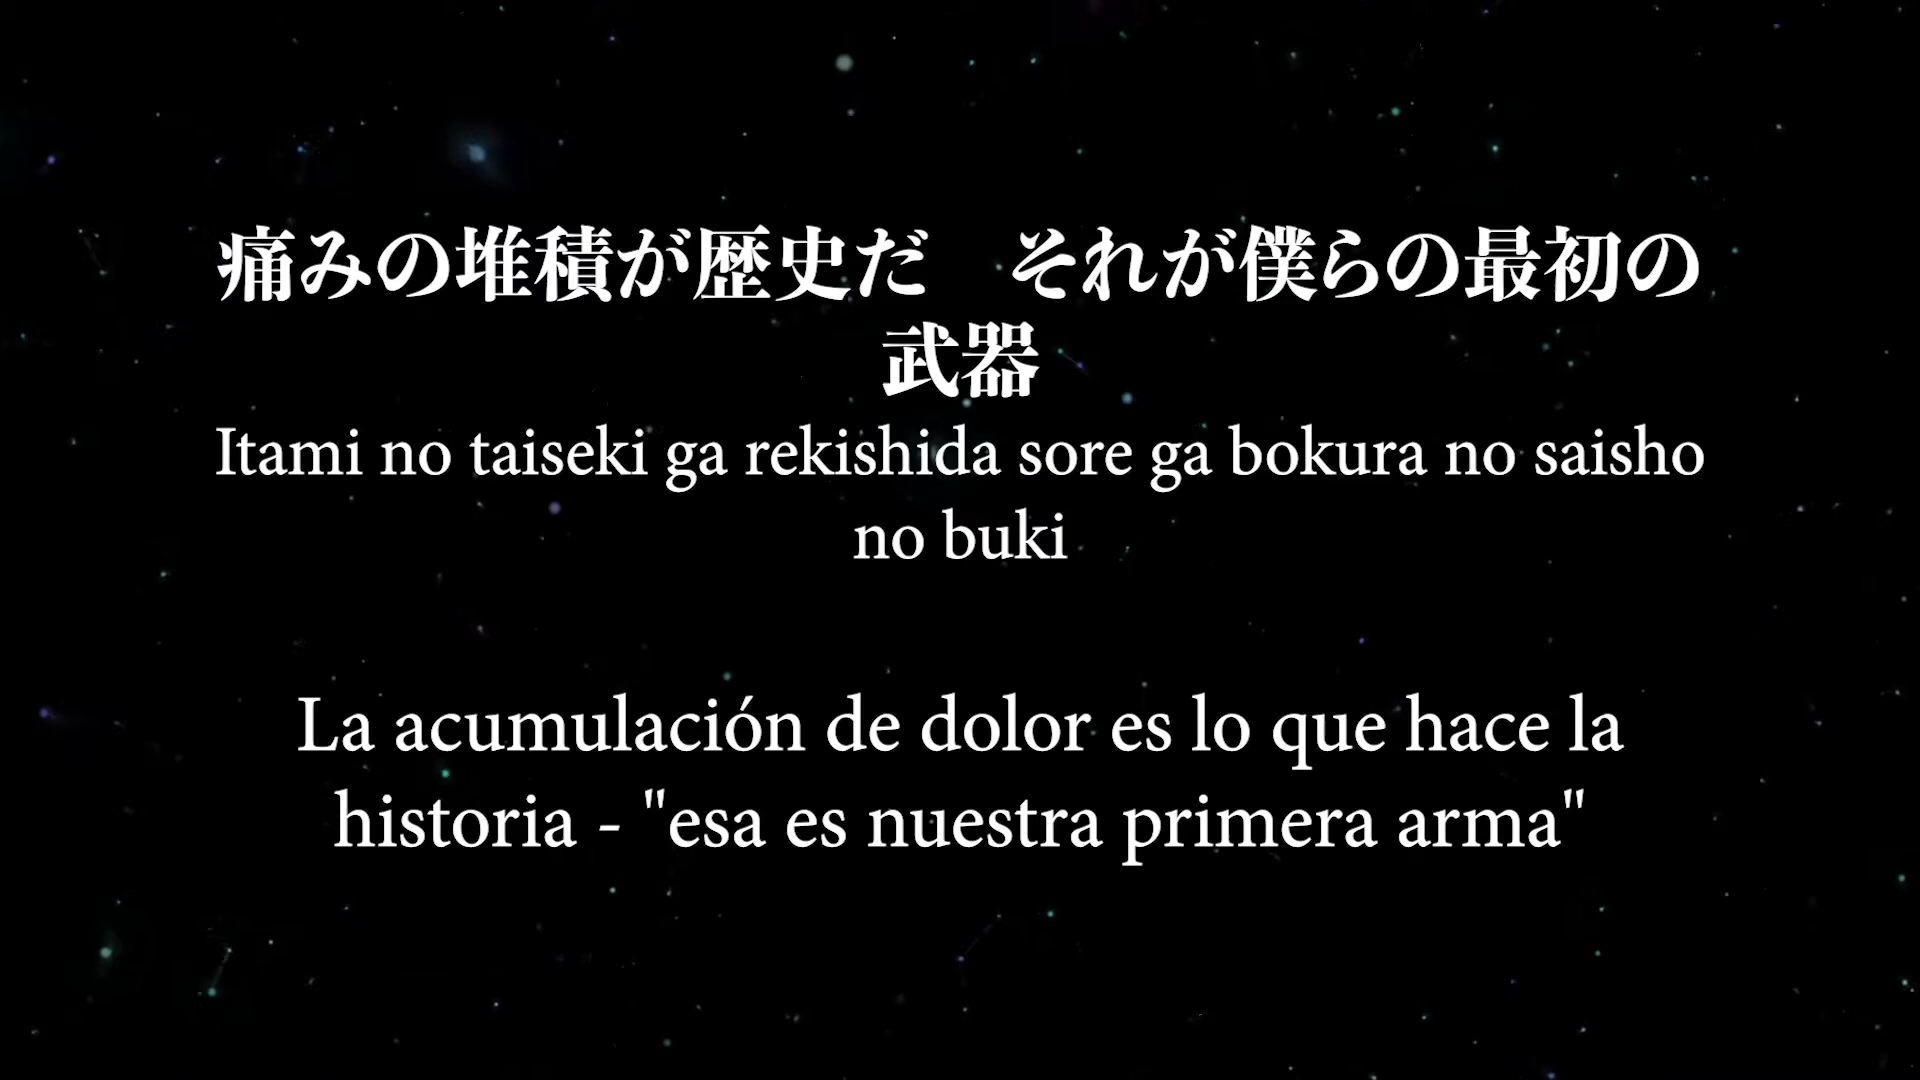 痛みの堆積が歴史だ　それが僕らの最初の
武器
Itami no taiseki ga rekishida sore ga bokura no saisho
no buki
La acumulación de dolor es lo que hace la
historia - "esa es nuestra primera arma"